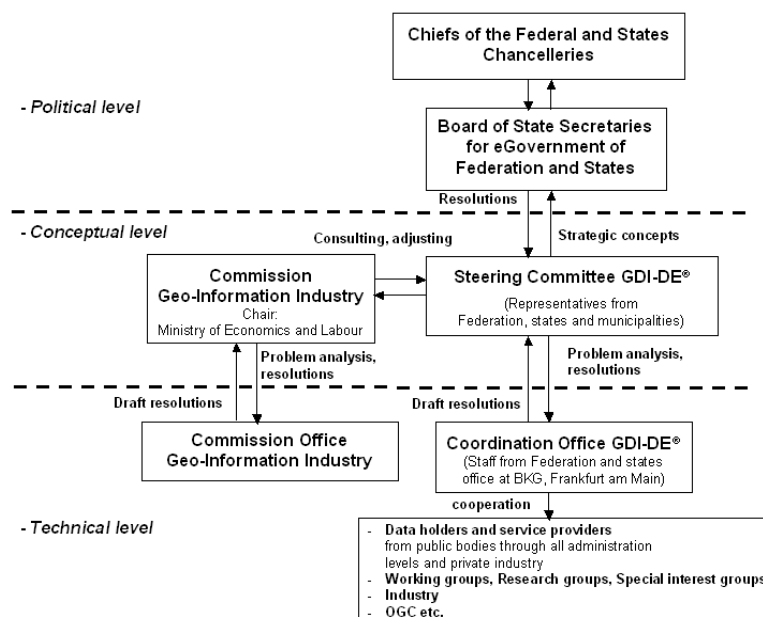 Chiefs of the Federal and States
Chancelleries
- Political level
Board of State Secretaries
for eGovernment of
Federation and States
Resolutions
- Conceptual level
Consulting, adjusting
Strategic concepts
Commission
Geo-Information Industry
Chair:
Ministry of Economics and Labour
Steering Committee GDI-DE®
(Representatives from
Federation, states and municipalities)
Problem analysis,
resolutions
Problem analysis,
resolutions
Draft resolutions
Draft resolutions
Commission Office
Geo-Information Industry
Coordination Office GDI-DE®
(Staff from Federation and states
office at BKG, Frankfurt am Main)
cooperation
- Technical level
- Data holders and service providers
from public bodies through all administration
levels and private industry
- Working groups, Research groups, Special interest groups
- Industry
- OGC etc.